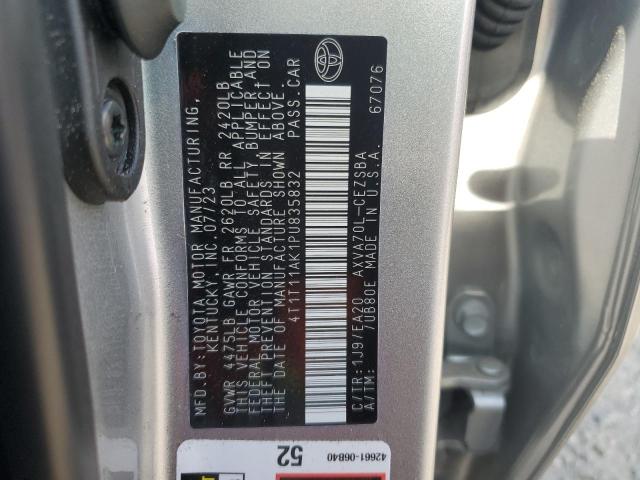 MFD.BY:TOYOTA MOTOR MANUFACTURING,
KENTUCKY, INC. 07/23
GVWR 4475LB GAWR FR 2620LB RR 2420LB
THIS VEHICLE CONFORMS TO ALL APPLICABLE
FEDERAL MOTOR VEHICLE SAFETY, BUMPER, AND
THEFT PREVENTION STANDARDS IN EFFECT ON
THE DATE OF MANUFACTURE SHOWN ABOVE.
4T1T11AK1PU835832 PASS.CAR
C/TR:1J9/EA20 AXVA70L-CEZSBA
A/TM: /UB80E MADE IN U.S.A. 67076
42661-06B40
52